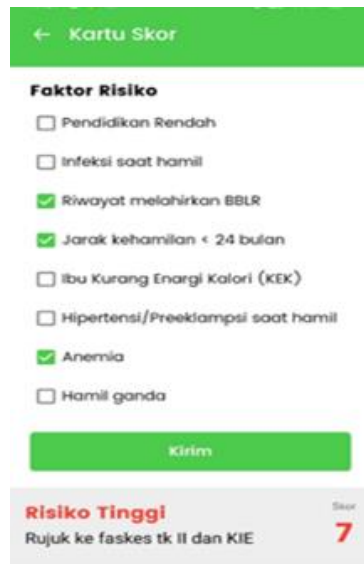 ← Kartu Skor
Faktor Risiko
Pendidikan Rendah
Infeksi saat hamil
Riwayat melahirkan BBLR
Jarak kehamilan < 24 bulan
Ibu Kurang Enargi Kalori (KEK)
Hipertensi/Preeklampsi saat hamil
Anemia
Hamil ganda
Kirim
Risiko Tinggi
Skor
Rujuk ke faskes tk II dan KIE
7